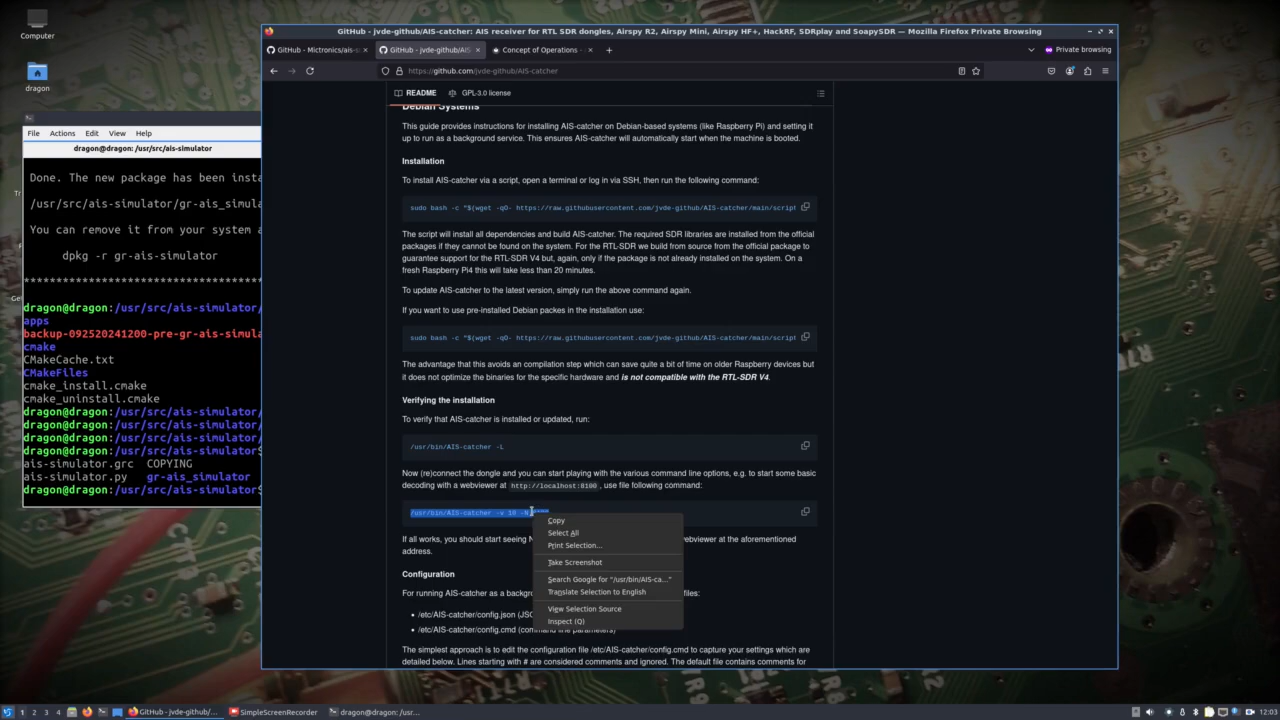 GitHub - jvde-github/AIS-catcher: AIS receiver for RTL SDR dongles, Airspy R2, Airspy Mini, Airspy HF+, HackRF, SDRplay and SoapySDR — Mozilla Firefox Private Browsing
GitHub - Mictronics/ais-s
GitHub - jvde-github/AIS
Concept of Operations -
Private browsing
https://github.com/jvde-github/AIS-catcher
README
GPL-3.0 license
Computer
dragon
File Actions Edit View Help
dragon@dragon: /usr/src/ais-simulator
Done. The new package has been insta
/usr/src/ais-simulator/gr-ais_simula
You can remove it from your system a
dpkg -r gr-ais-simulator
*************************************
dragon@dragon:/usr/src/ais-simulator/
apps
backup-092520241200-pre-gr-ais-simula
cmake
CMakeCache.txt
CMakeFiles
cmake_install.cmake
cmake_uninstall.cmake
dragon@dragon:/usr/src/ais-simulator/
dragon@dragon:/usr/src/ais-simulator/
dragon@dragon:/usr/src/ais-simulator/
dragon@dragon:/usr/src/ais-simulator$
ais-simulator.grc COPYING
ais-simulator.py gr-ais_simulator
dragon@dragon:/usr/src/ais-simulator$
Debian Systems
This guide provides instructions for installing AIS-catcher on Debian-based systems (like Raspberry Pi) and setting it
up to run as a background service. This ensures AIS-catcher will automatically start when the machine is booted.
Installation
To install AIS-catcher via a script, open a terminal or log in via SSH, then run the following command:
sudo bash -c "$(wget -qO- https://raw.githubusercontent.com/jvde-github/AIS-catcher/main/script
The script will install all dependencies and build AIS-catcher. The required SDR libraries are installed from the official
packages if they cannot be found on the system. For the RTL-SDR we build from source from the official package to
guarantee support for the RTL-SDR V4 but, again, only if the package is not already installed on the system. On a
fresh Raspberry Pi4 this will take less than 20 minutes.
To update AIS-catcher to the latest version, simply run the above command again.
If you want to use pre-installed Debian packes in the installation use:
sudo bash -c "$(wget -qO- https://raw.githubusercontent.com/jvde-github/AIS-catcher/main/script
The advantage that this avoids an compilation step which can save quite a bit of time on older Raspberry devices but
it does not optimize the binaries for the specific hardware and is not compatible with the RTL-SDR V4.
Verifying the installation
To verify that AIS-catcher is installed or updated, run:
/usr/bin/AIS-catcher -L
Now (re)connect the dongle and you can start playing with the various command line options, e.g. to start some basic
decoding with a webviewer at http://localhost:8100, use file following command:
/usr/bin/AIS-catcher -v 10 -N
If all works, you should start seeing N
webviewer at the aforementioned
address.
Configuration
For running AIS-catcher as a backgro
files:
/etc/AIS-catcher/config.json (JSO
/etc/AIS-catcher/config.cmd (command line parameters)
The simplest approach is to edit the configuration file /etc/AIS-catcher/config.cmd to capture your settings which are
detailed below. Lines starting with # are considered comments and ignored. The default file contains comments for
Copy
Select All
Print Selection...
Take Screenshot
Search Google for "/usr/bin/AIS-ca..."
Translate Selection to English
View Selection Source
Inspect (Q)
1 2 3 4
GitHub - jvde-github/...
SimpleScreenRecorder
dragon@dragon: /usr...
12:03